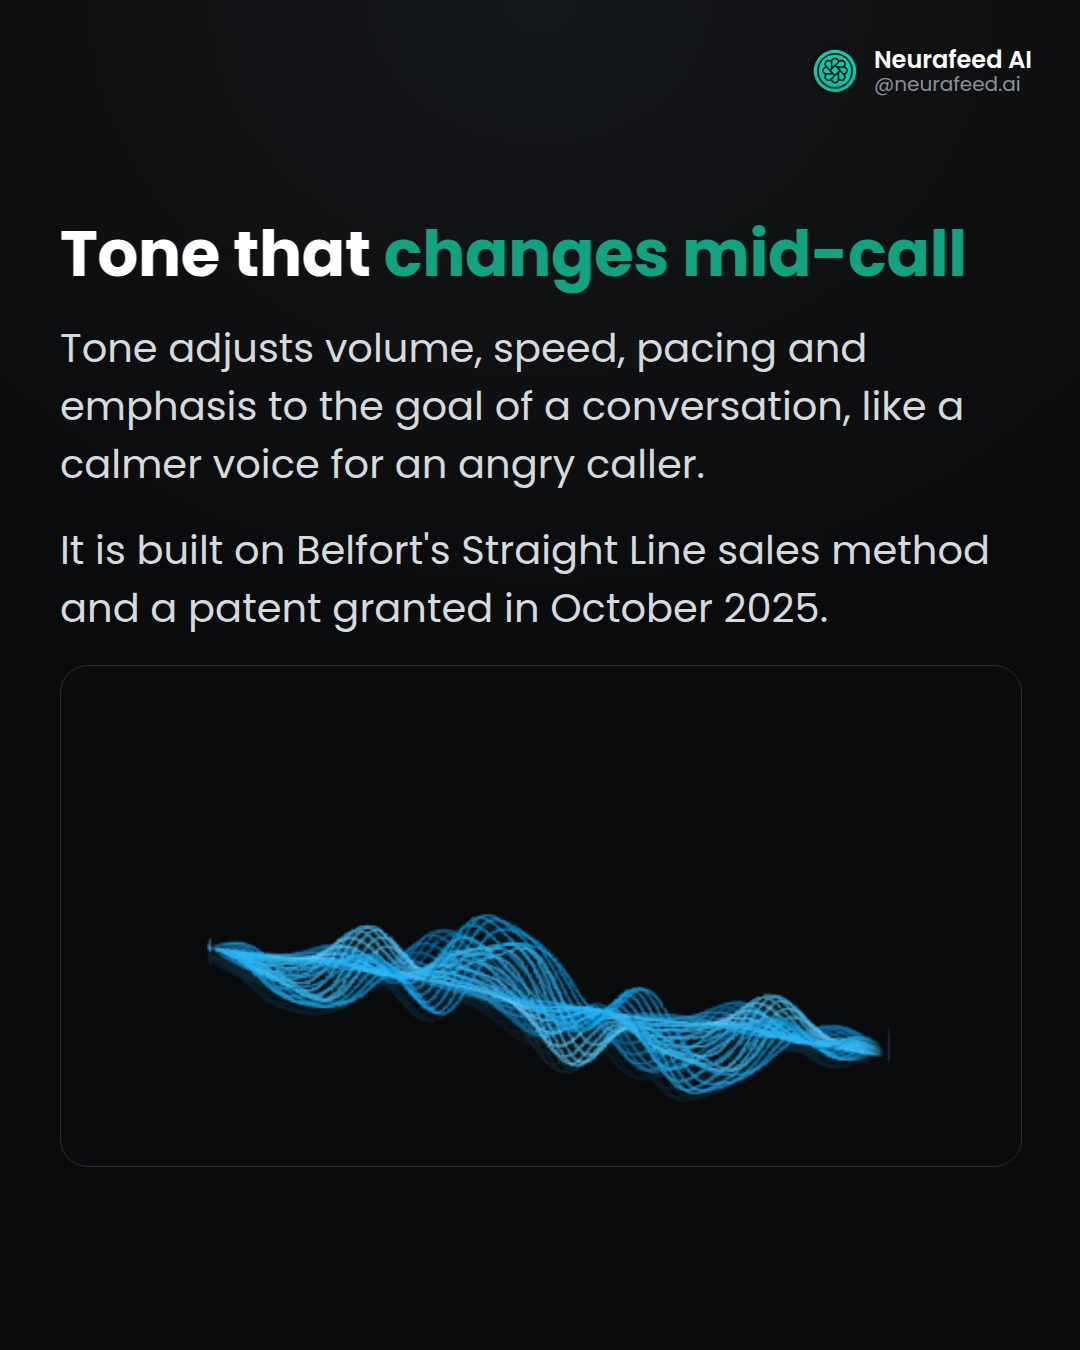 Neurafeed AI
@neurafeed.ai
Tone that changes mid-call
Tone adjusts volume, speed, pacing and
emphasis to the goal of a conversation, like a
calmer voice for an angry caller.
It is built on Belfort's Straight Line sales method
and a patent granted in October 2025.